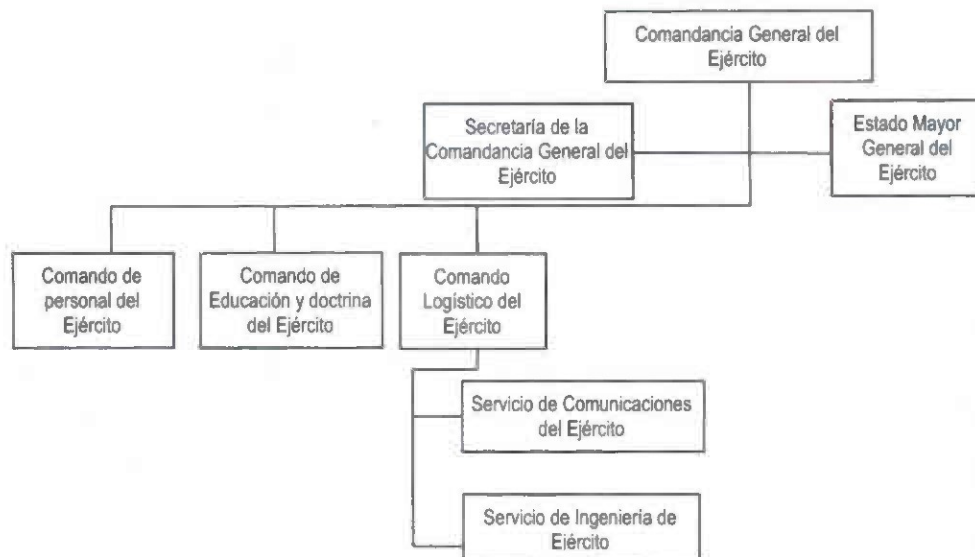 Comandancia General del
Ejército
Secretaría de la
Comandancia General del
Ejército
Estado Mayor
General del
Ejército
Comando de
personal del
Ejército
Comando de
Educación y doctrina
del Ejército
Comando
Logístico del
Ejército
Servicio de Comunicaciones
del Ejército
Servicio de Ingeniería de
Ejército